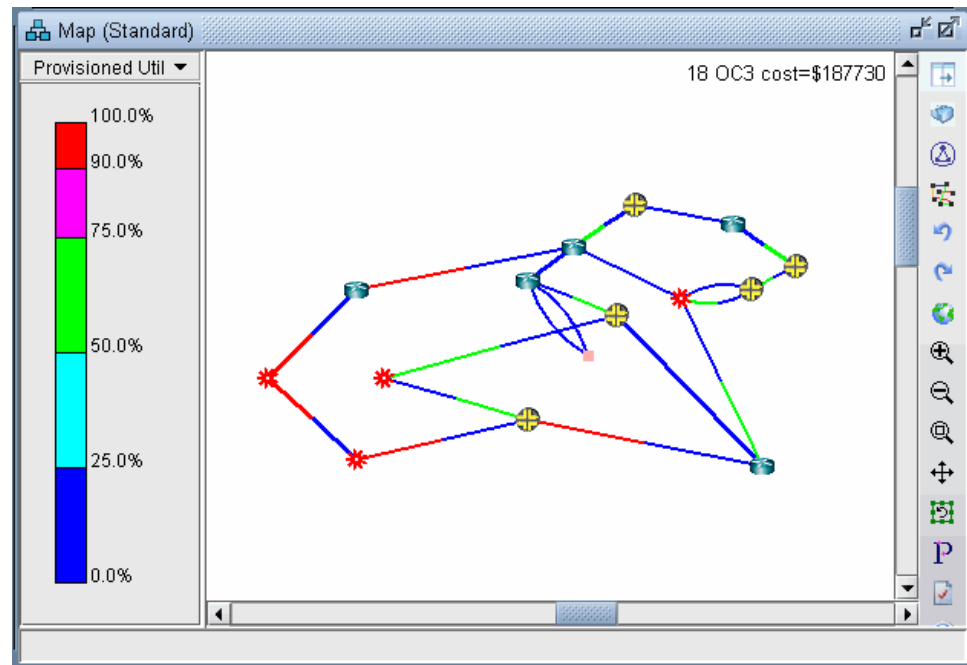 Map (Standard)
Provisioned Util
18 OC3 cost=$187730
100.0%
90.0%
75.0%
50.0%
25.0%
0.0%